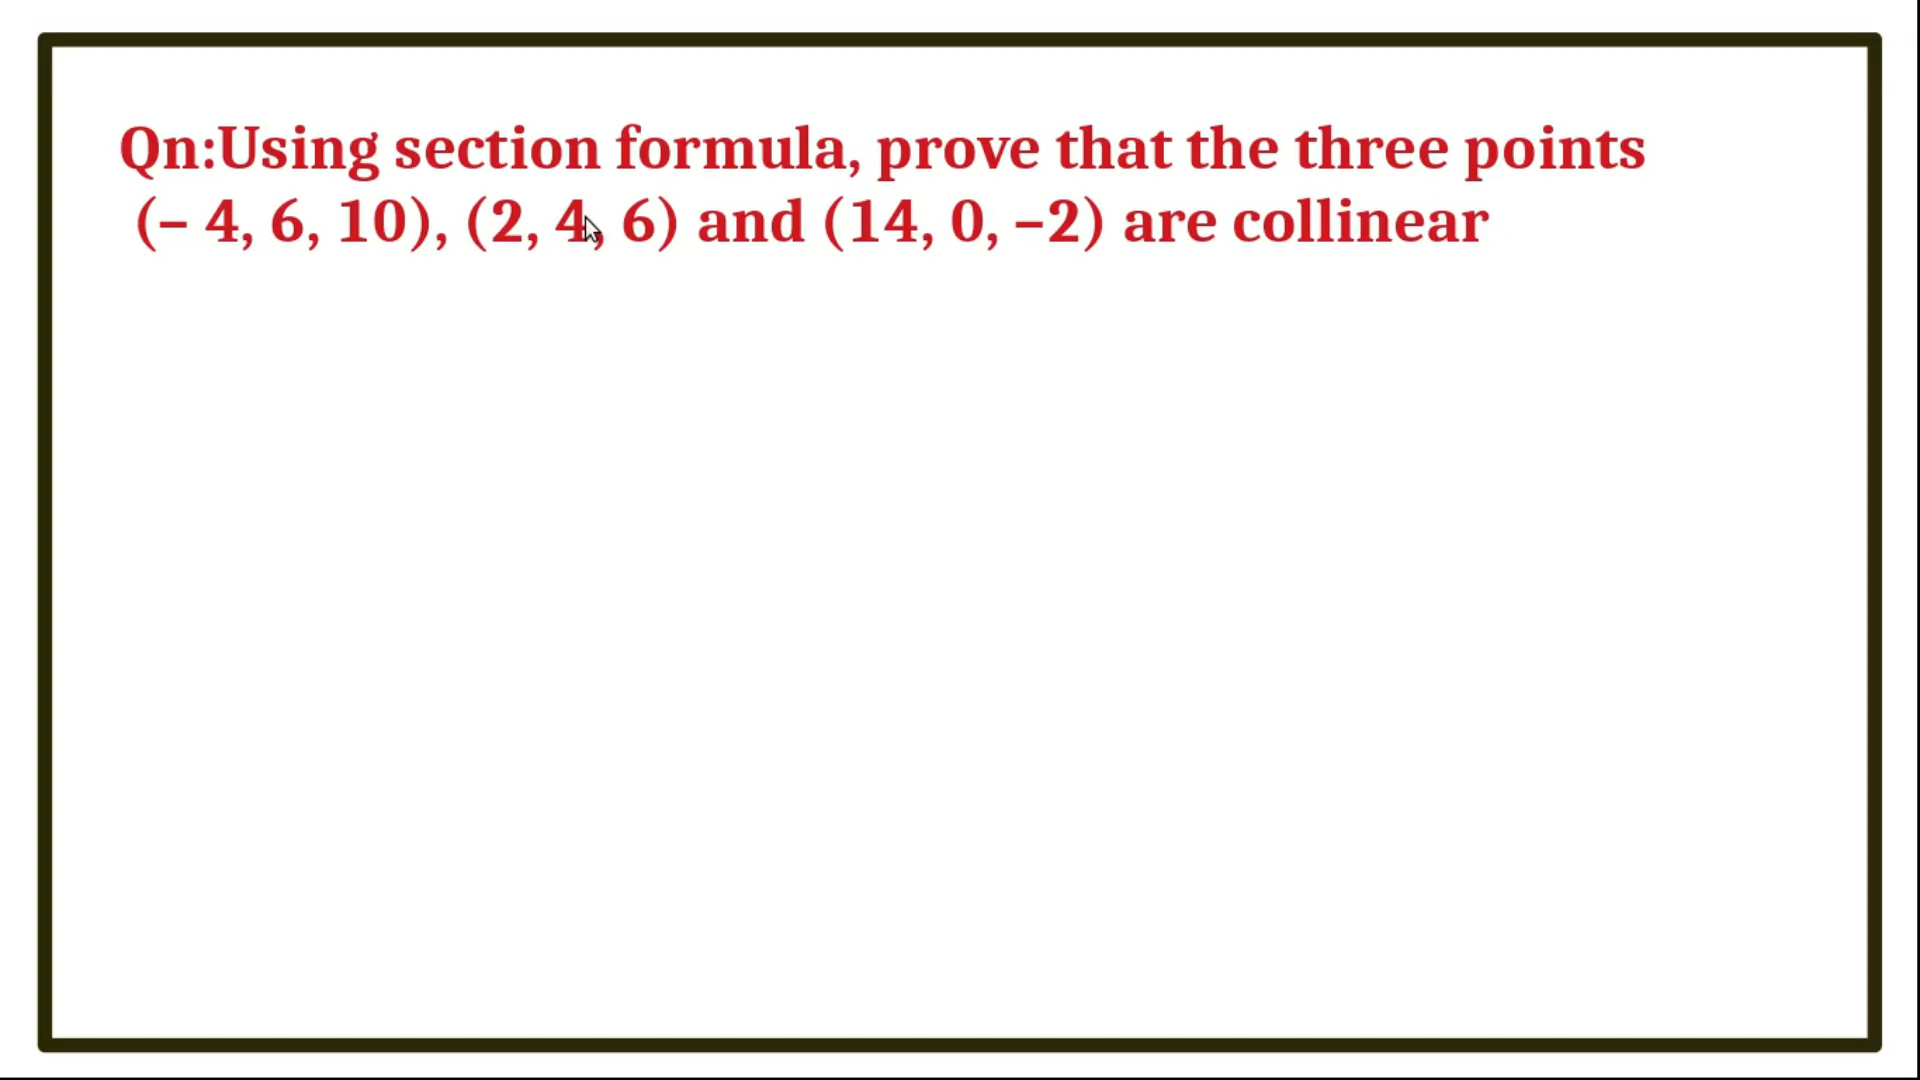 Qn:Using section formula, prove that the three points
(– 4, 6, 10), (2, 4, 6) and (14, 0, –2) are collinear